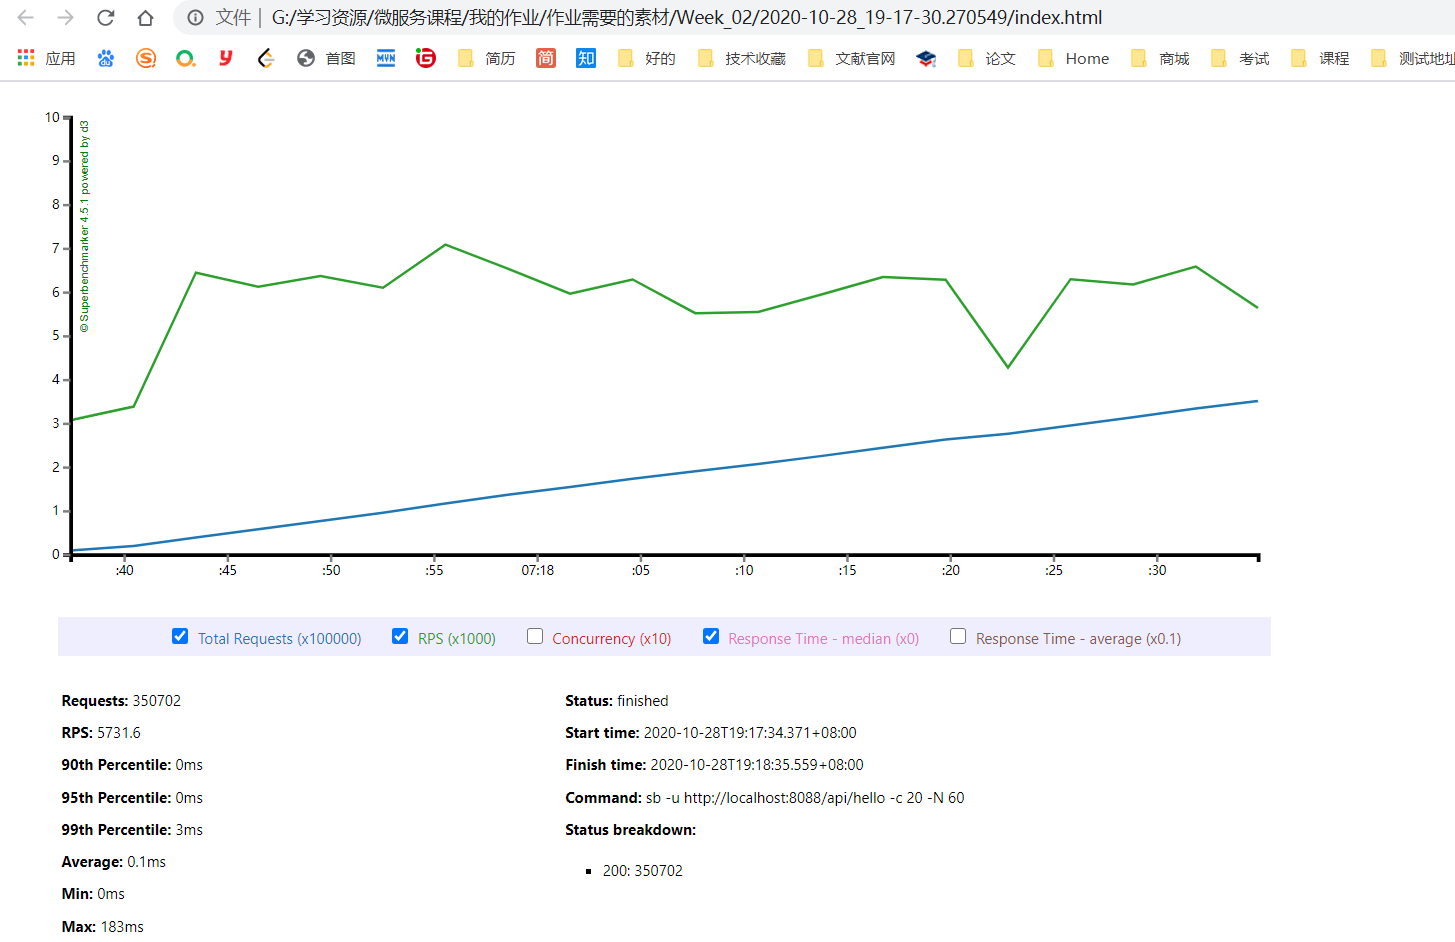 文件 | G:/学习资源/微服务课程/我的作业/作业需要的素材/Week_02/2020-10-28_19-17-30.270549/index.html
应用 首图 MVN 简历 简 知 好的 技术收藏 文献官网 论文 Home 商城 考试 课程 测试地址
10
9
8
7
6
5
4
3
2
1
0
©Superbenchmarker 4.5.1 powered by d3
:40 :45 :50 :55 07:18 :05 :10 :15 :20 :25 :30
Total Requests (x100000) RPS (x1000) Concurrency (x10) Response Time - median (x0) Response Time - average (x0.1)
Requests: 350702
RPS: 5731.6
90th Percentile: 0ms
95th Percentile: 0ms
99th Percentile: 3ms
Average: 0.1ms
Min: 0ms
Max: 183ms
Status: finished
Start time: 2020-10-28T19:17:34.371+08:00
Finish time: 2020-10-28T19:18:35.559+08:00
Command: sb -u http://localhost:8088/api/hello -c 20 -N 60
Status breakdown:
200: 350702